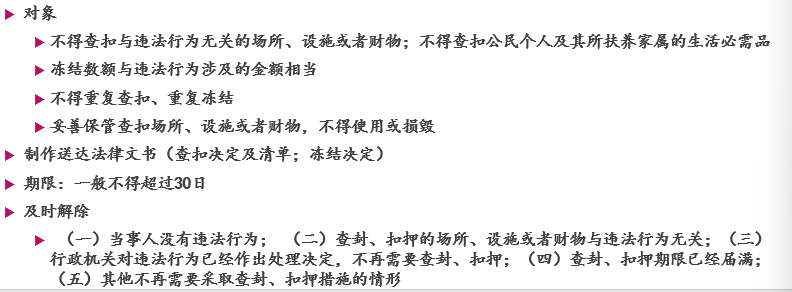 对象
不得查扣与违法行为无关的场所、设施或者财物；不得查扣公民个人及其所扶养家属的生活必需品
冻结数额与违法行为涉及的金额相当
不得重复查扣、重复冻结
妥善保管查扣场所、设施或者财物，不得使用或损毁
制作送达法律文书（查扣决定及清单；冻结决定）
期限：一般不得超过30日
及时解除
（一）当事人没有违法行为； （二）查封、扣押的场所、设施或者财物与违法行为无关；（三）
行政机关对违法行为已经作出处理决定，不再需要查封、扣押；（四）查封、扣押期限已经届满；
（五）其他不再需要采取查封、扣押措施的情形